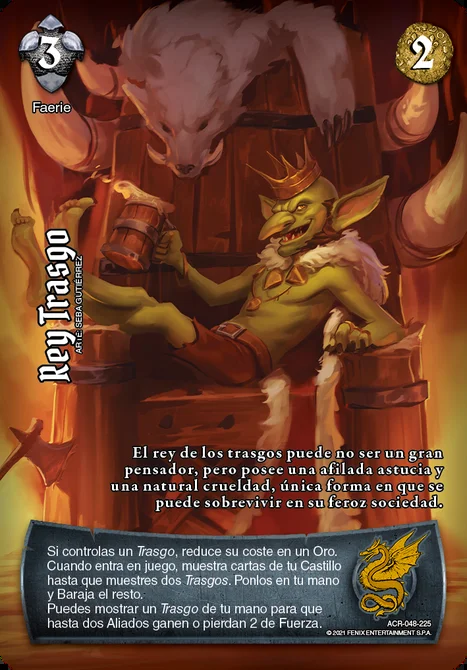 3
2
Faerie
Rey Trasgo
ARTE: SEBA GUTIÉRREZ
El rey de los trasgos puede no ser un gran
pensador, pero posee una afilada astucia y
una natural crueldad, única forma en que se
puede sobrevivir en su feroz sociedad.
Si controlas un Trasgo, reduce su coste en un Oro.
Cuando entra en juego, muestra cartas de tu Castillo
hasta que muestres dos Trasgos. Ponlos en tu mano
y Baraja el resto.
Puedes mostrar un Trasgo de tu mano para que
hasta dos Aliados ganen o pierdan 2 de Fuerza.
ACR-048-225
© 2021 FENIX ENTERTAINMENT S.P.A.